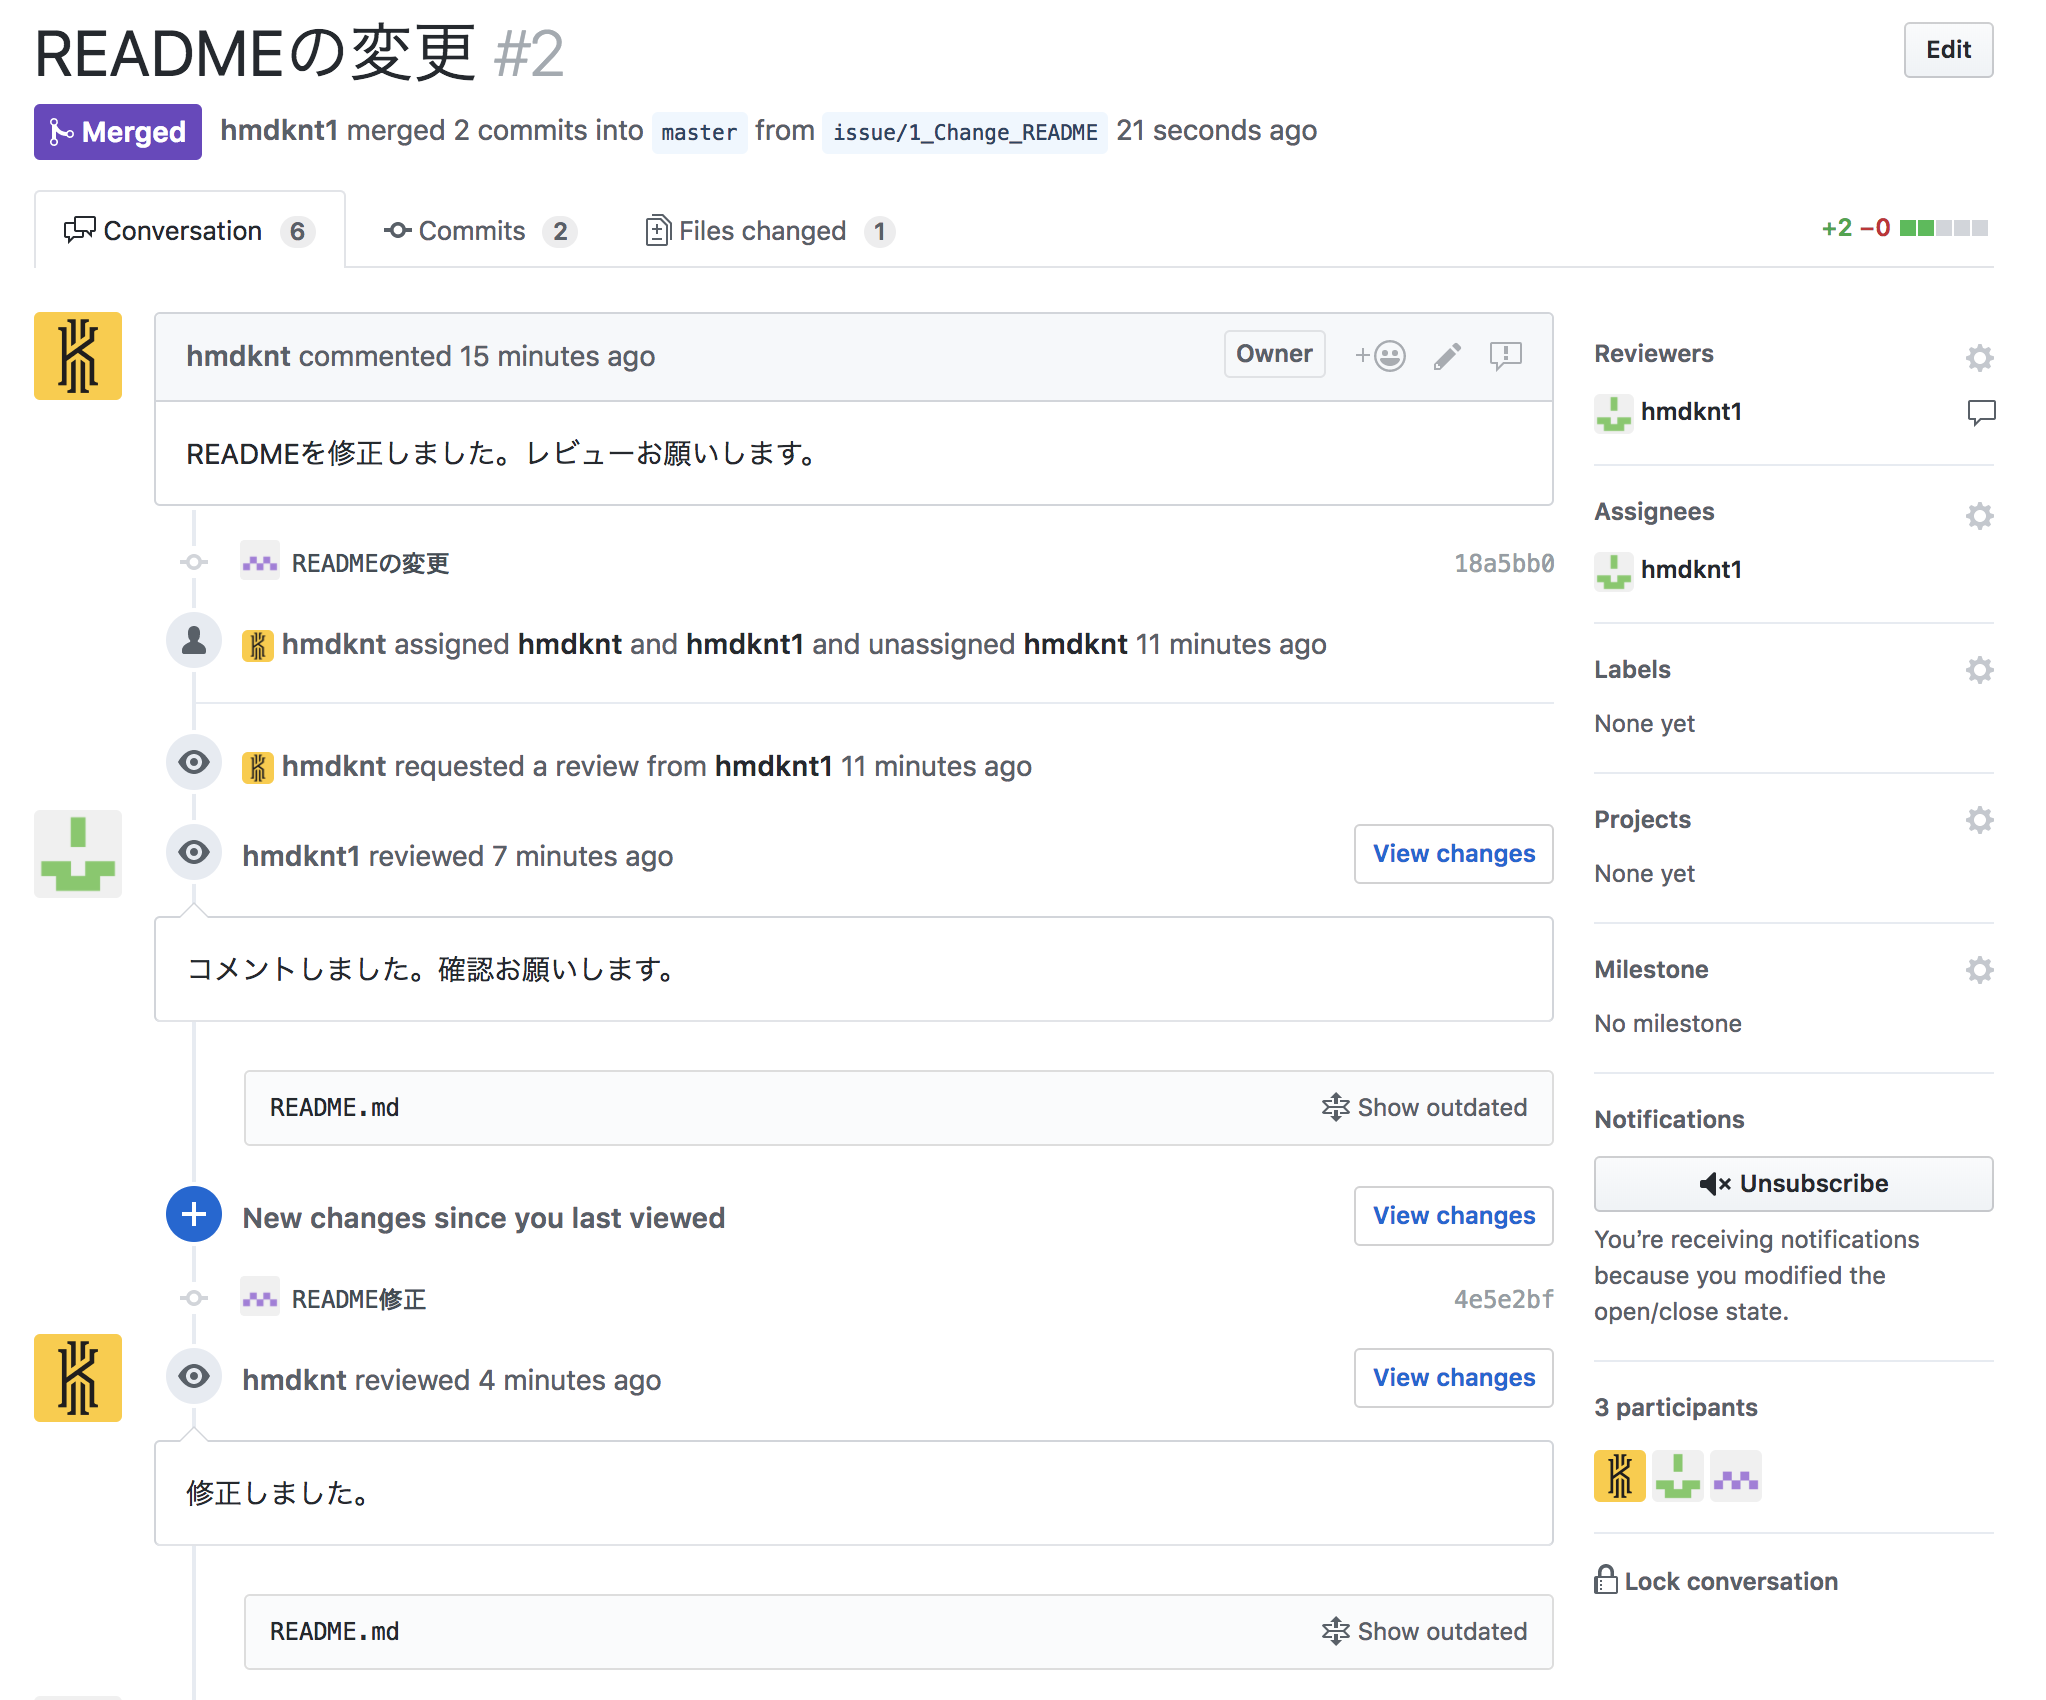 READMEの変更 #2
Edit
Merged hmdknt1 merged 2 commits into master from issue/1_Change_README 21 seconds ago
Conversation 6 Commits 2 Files changed 1
+2 −0
hmdknt commented 15 minutes ago
Owner
READMEを修正しました。レビューお願いします。
READMEの変更 18a5bb0
hmdknt assigned hmdknt and hmdknt1 and unassigned hmdknt 11 minutes ago
hmdknt requested a review from hmdknt1 11 minutes ago
hmdknt1 reviewed 7 minutes ago
View changes
コメントしました。確認お願いします。
README.md Show outdated
New changes since you last viewed
View changes
README修正 4e5e2bf
hmdknt reviewed 4 minutes ago
View changes
修正しました。
README.md Show outdated
Reviewers
hmdknt1
Assignees
hmdknt1
Labels
None yet
Projects
None yet
Milestone
No milestone
Notifications
Unsubscribe
You’re receiving notifications
because you modified the
open/close state.
3 participants
Lock conversation